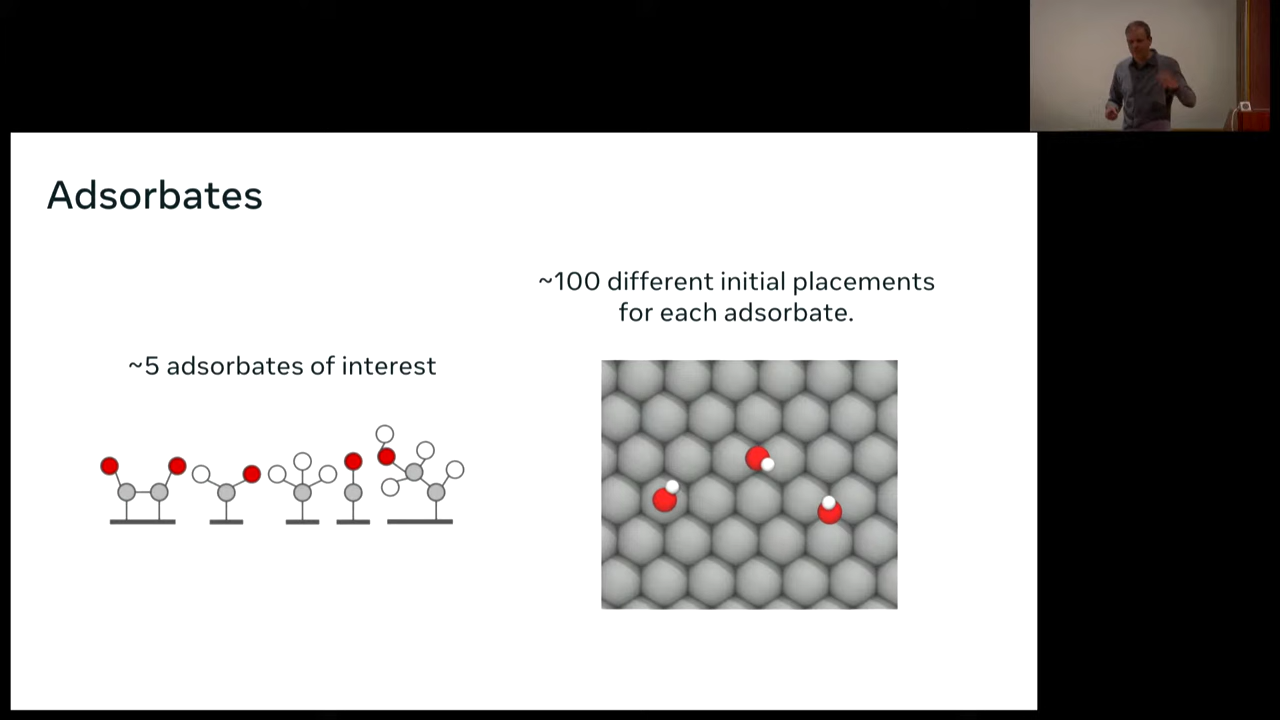 Adsorbates
~100 different initial placements
for each adsorbate.
~5 adsorbates of interest